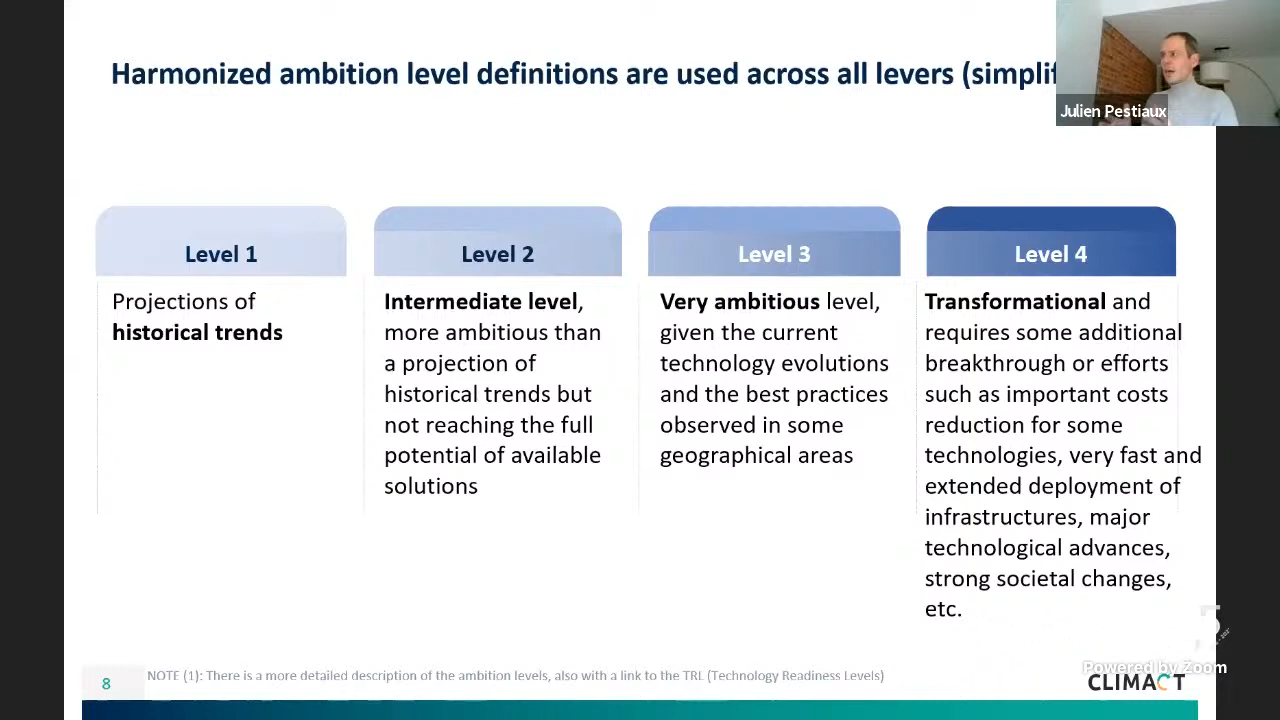 Harmonized ambition level definitions are used across all levers (simplif
Julien Pestiaux
Level 1
Projections of
historical trends
Level 2
Intermediate level,
more ambitious than
a projection of
historical trends but
not reaching the full
potential of available
solutions
Level 3
Very ambitious level,
given the current
technology evolutions
and the best practices
observed in some
geographical areas
Level 4
Transformational and
requires some additional
breakthrough or efforts
such as important costs
reduction for some
technologies, very fast and
extended deployment of
infrastructures, major
technological advances,
strong societal changes,
etc.
5
8
NOTE (1): There is a more detailed description of the ambition levels, also with a link to the TRL (Technology Readiness Levels)
Powered by Zoom
CLIMACT